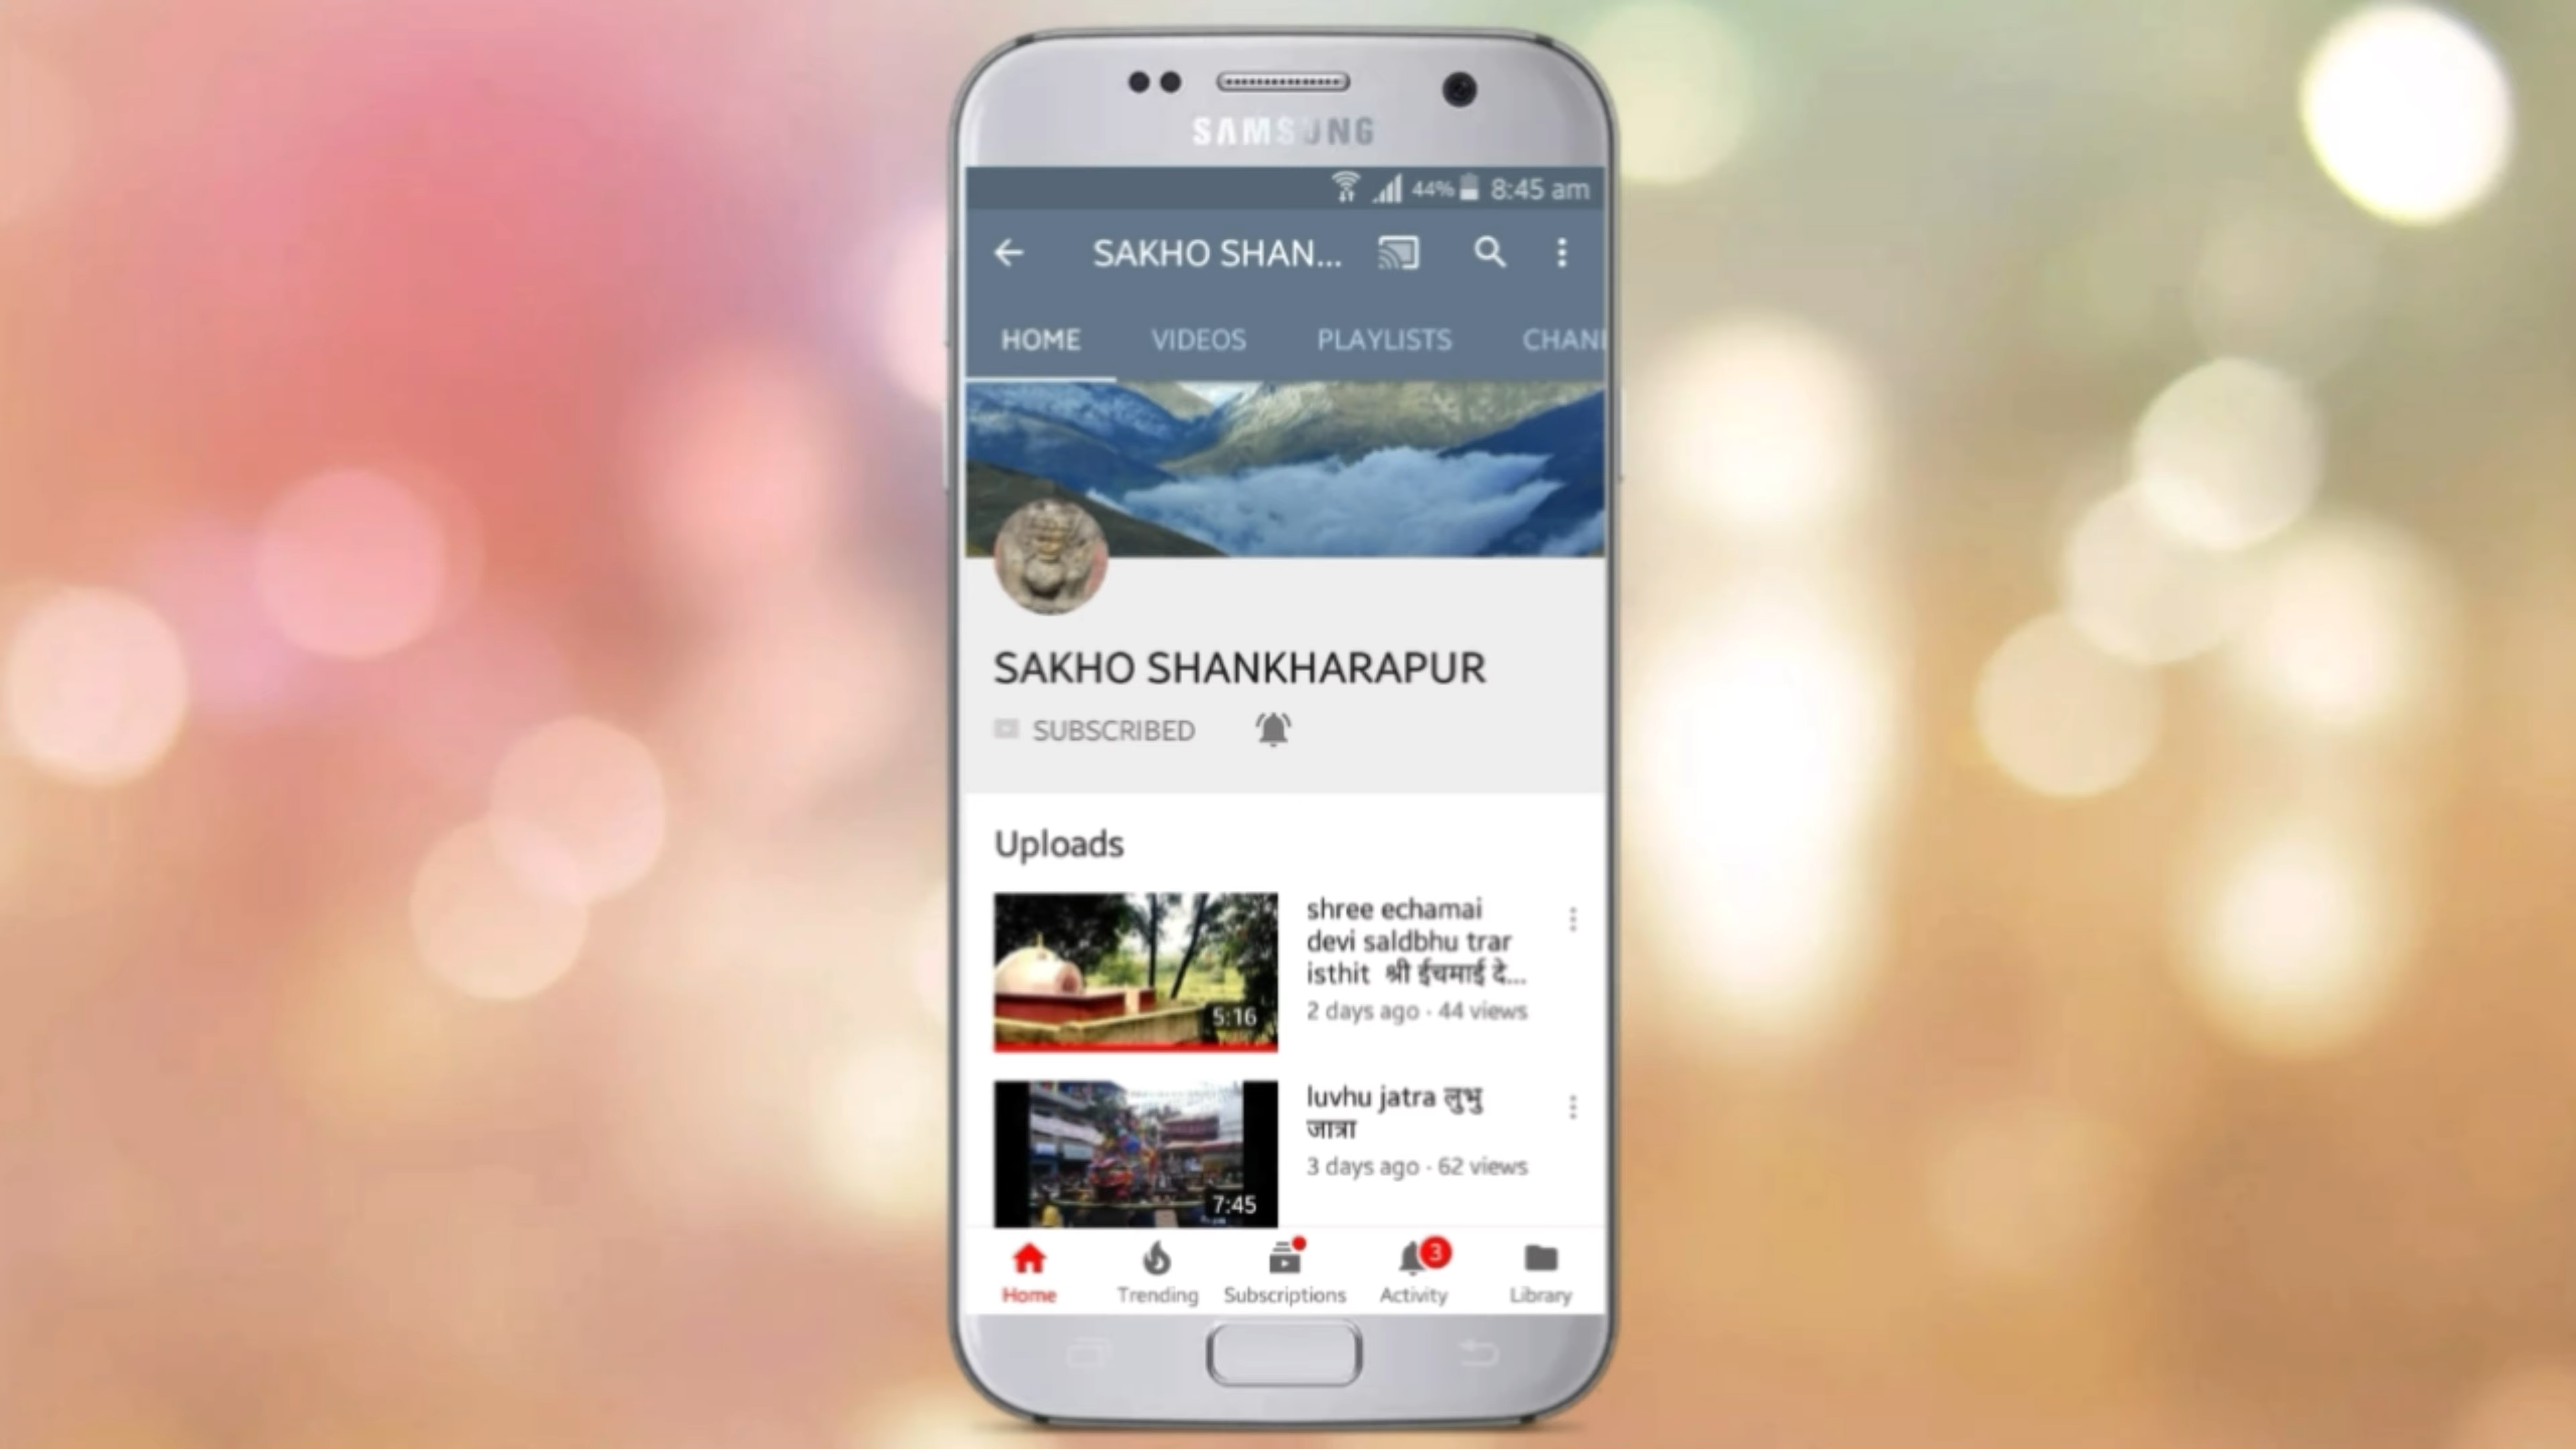 SAMSUNG
44% 8:45 am
SAKHO SHAN...
HOME VIDEOS PLAYLISTS CHAN
SAKHO SHANKHARAPUR
SUBSCRIBED
Uploads
shree echamai
devi saldbhu trar
isthit श्री ईचमाई दे...
2 days ago · 44 views
5:16
luvhu jatra लुभु
जात्रा
3 days ago · 62 views
7:45
3
Home Trending Subscriptions Activity Library